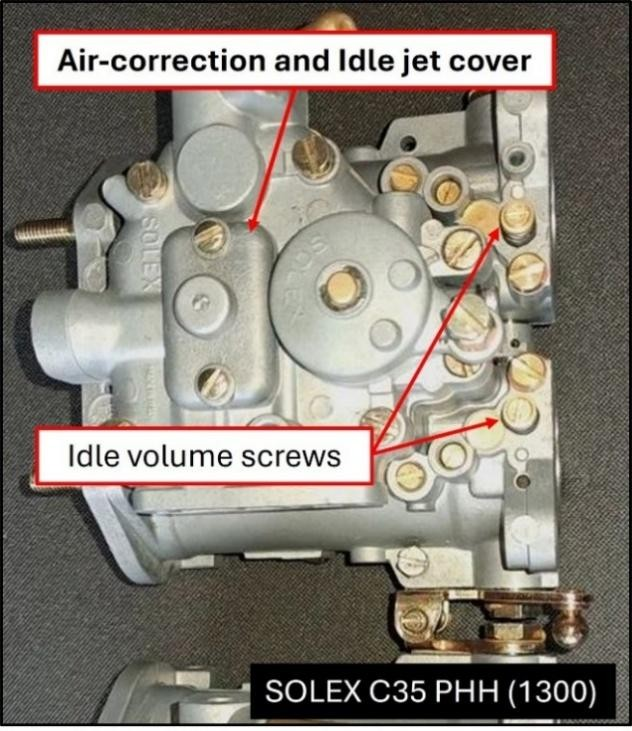 Air-correction and Idle jet cover
SOLEX
SOLEX
Idle volume screws
SOLEX C35 PHH (1300)